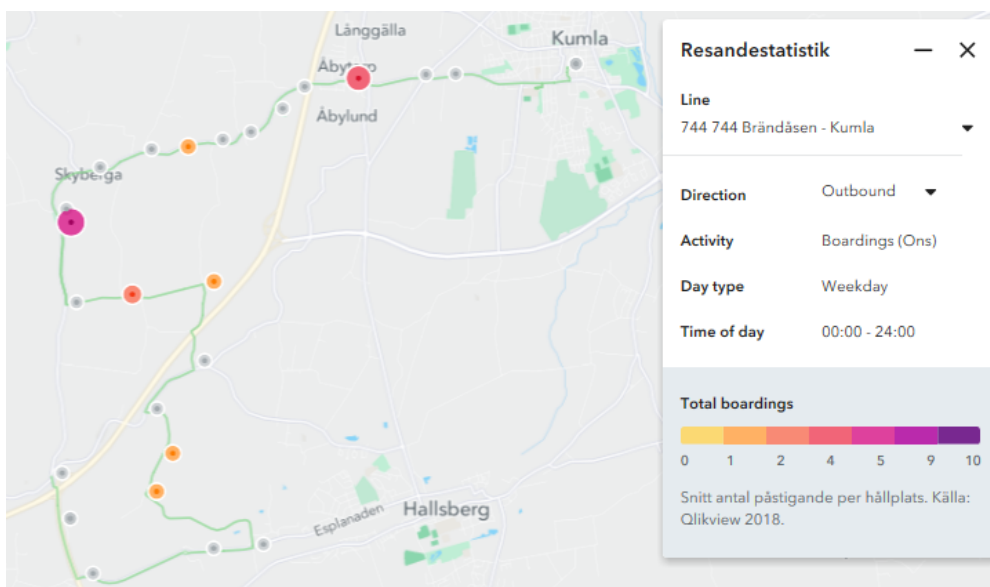 Långgälla
Kumla
Åbytorp
Åbylund
Skyberga
Esplanaden
Hallsberg
Resandestatistik
Line
744 744 Brändåsen - Kumla
Direction Outbound
Activity Boardings (Ons)
Day type Weekday
Time of day 00:00 - 24:00
Total boardings
0 1 2 4 5 9 10
Snitt antal påstigande per hållplats. Källa:
Qlikview 2018.